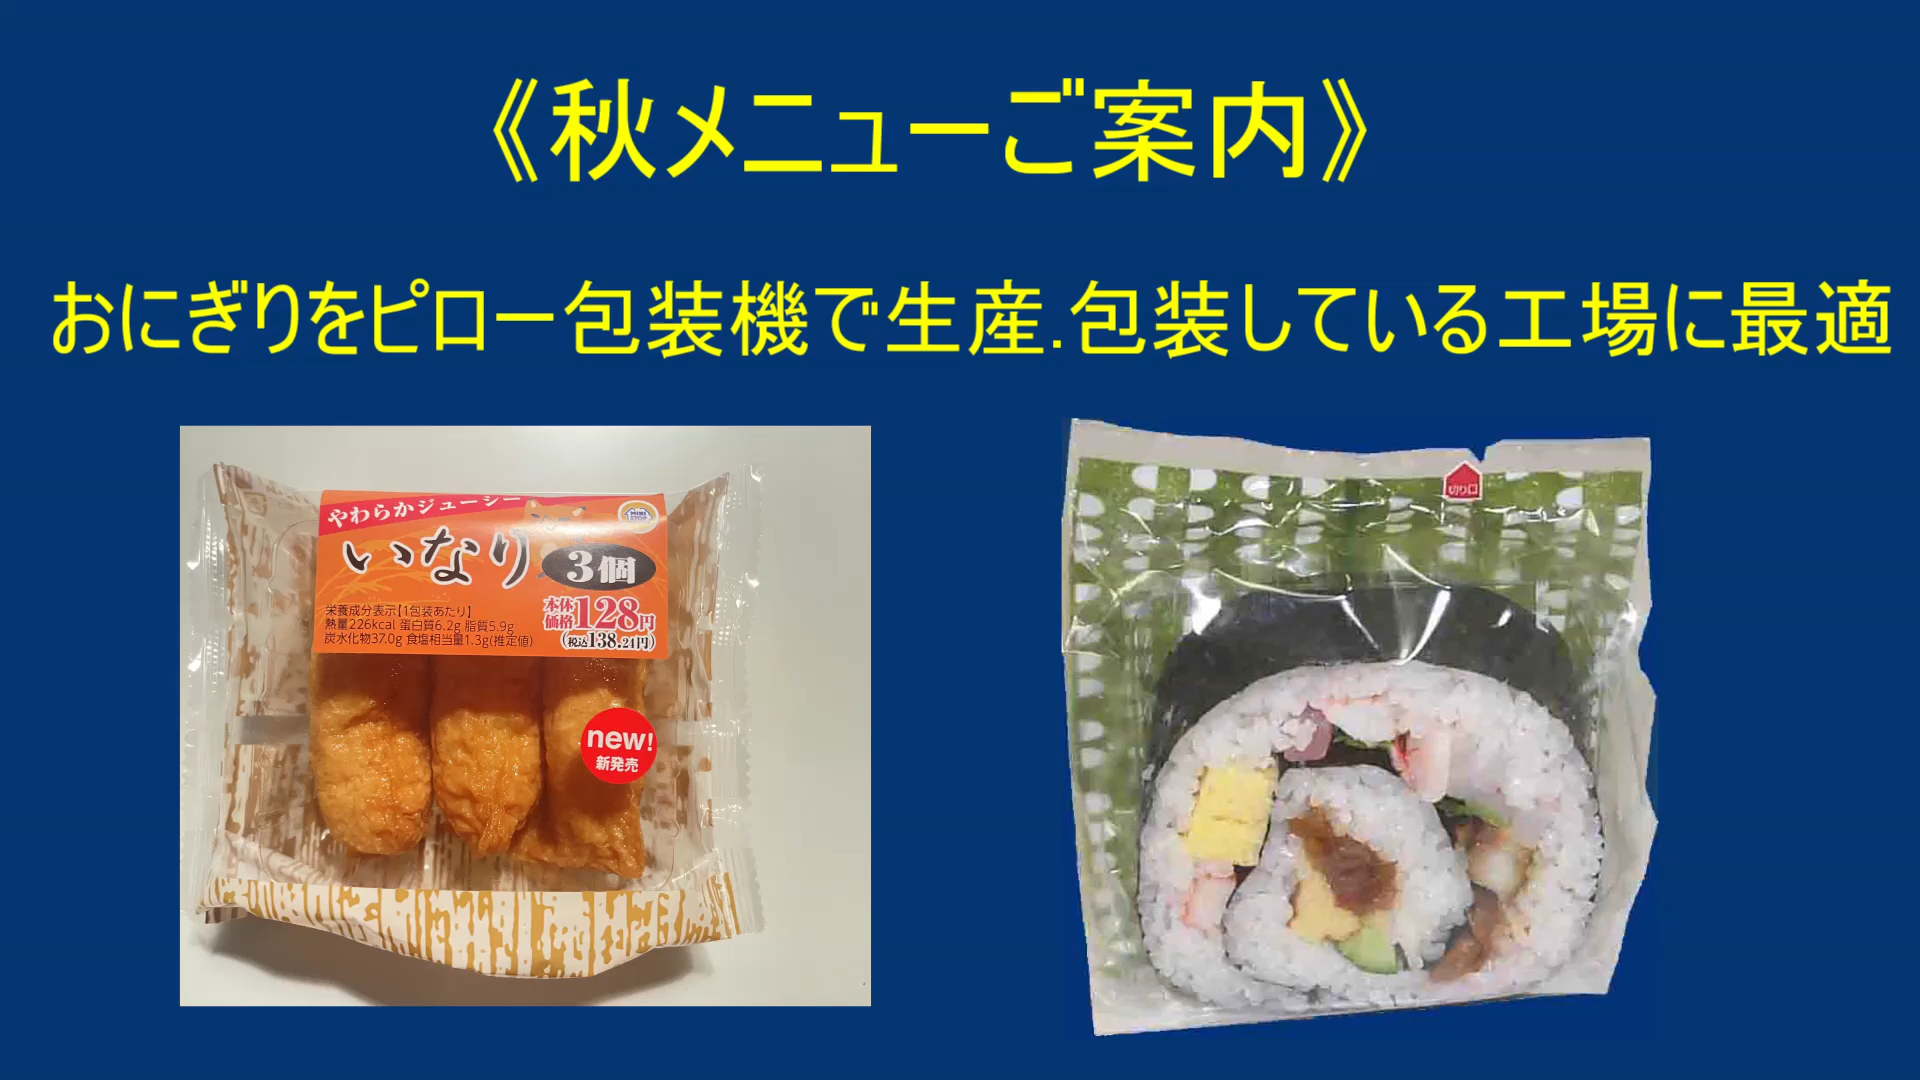 《秋メニューご案内》
おにぎりをピロー包装機で生産.包装している工場に最適
やわらかジューシー
MINI STOP
いなり
3個
栄養成分表示【1包装あたり】
熱量226kcal 蛋白質6.2g 脂質5.9g
炭水化物37.0g 食塩相当量1.3g(推定値)
本体価格128円
(税込138.24円)
new!
新発売
切り口